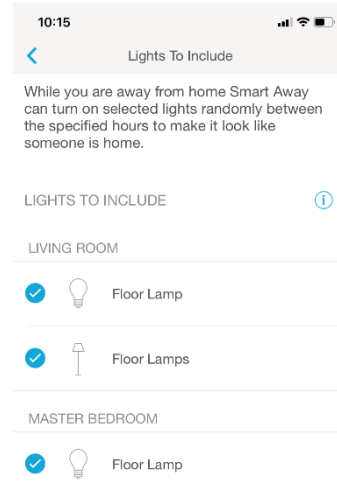 10:15
Lights To Include
While you are away from home Smart Away
can turn on selected lights randomly between
the specified hours to make it look like
someone is home.
LIGHTS TO INCLUDE
LIVING ROOM
Floor Lamp
Floor Lamps
MASTER BEDROOM
Floor Lamp